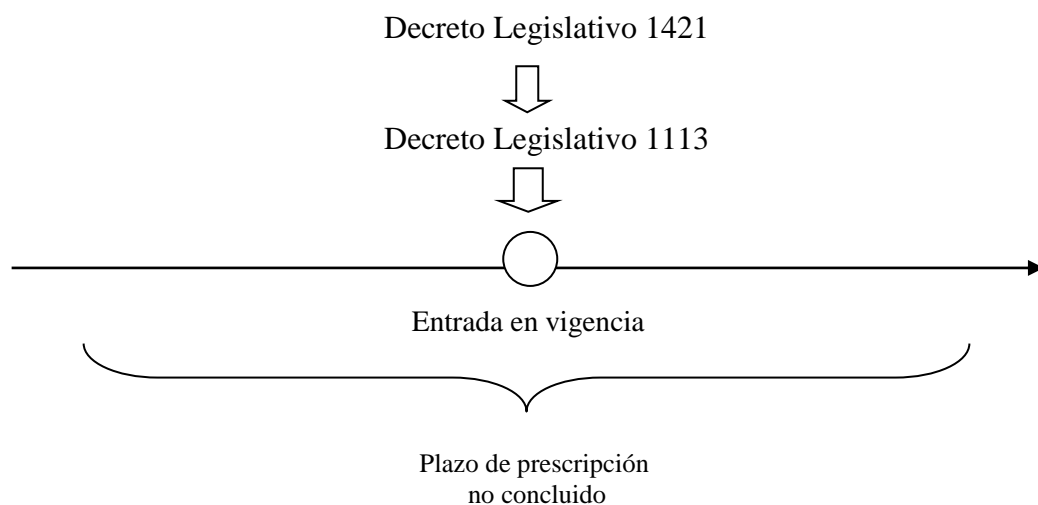 Decreto Legislativo 1421
Decreto Legislativo 1113
Entrada en vigencia
Plazo de prescripción
no concluido